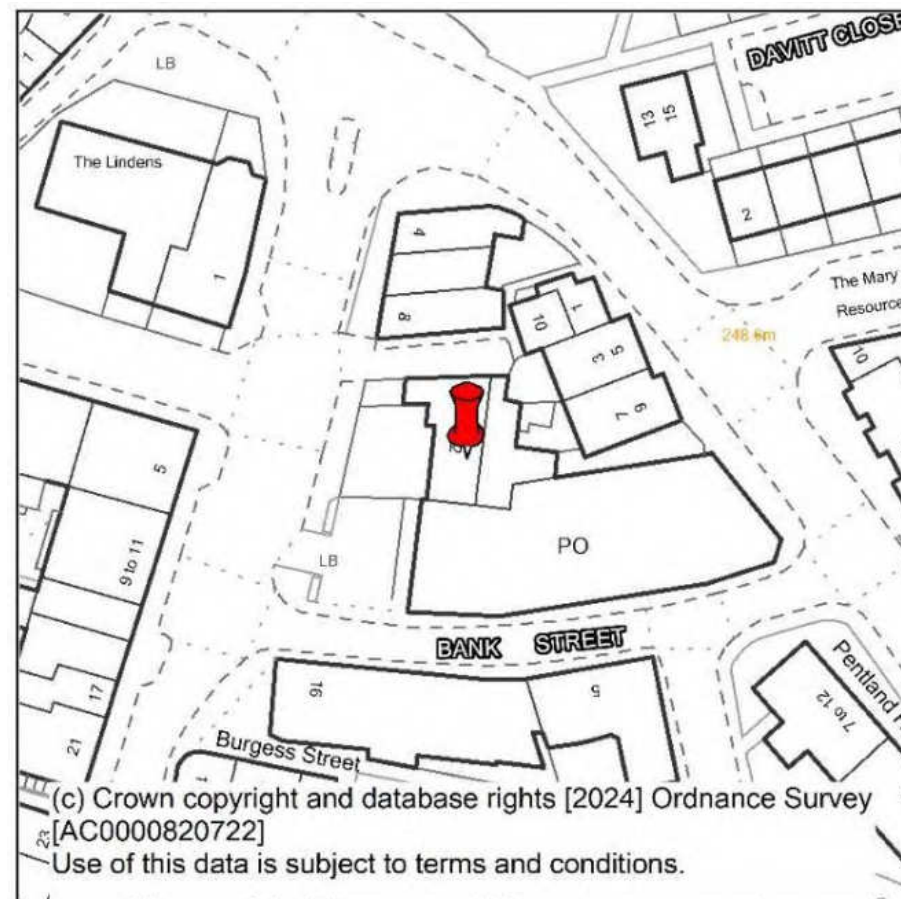 DAVITT CLOSE
LB
13
15
The Lindens
4
2
1
The Mary
Resource
8
10
1
248.6m
3
5
10
7
9
5
PO
LB
9 to 11
BANK STREET
Pentland
16
5
7 to 12
17
Burgess Street
21
1
(c) Crown copyright and database rights [2024] Ordnance Survey
23
[AC0000820722]
Use of this data is subject to terms and conditions.